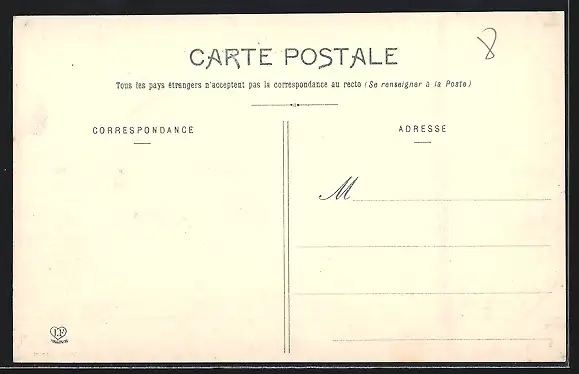 8
CARTE POSTALE
Tous les pays étrangers n'acceptent pas la correspondance au recto (Se renseigner à la Poste)
CORRESPONDANCE
ADRESSE
M